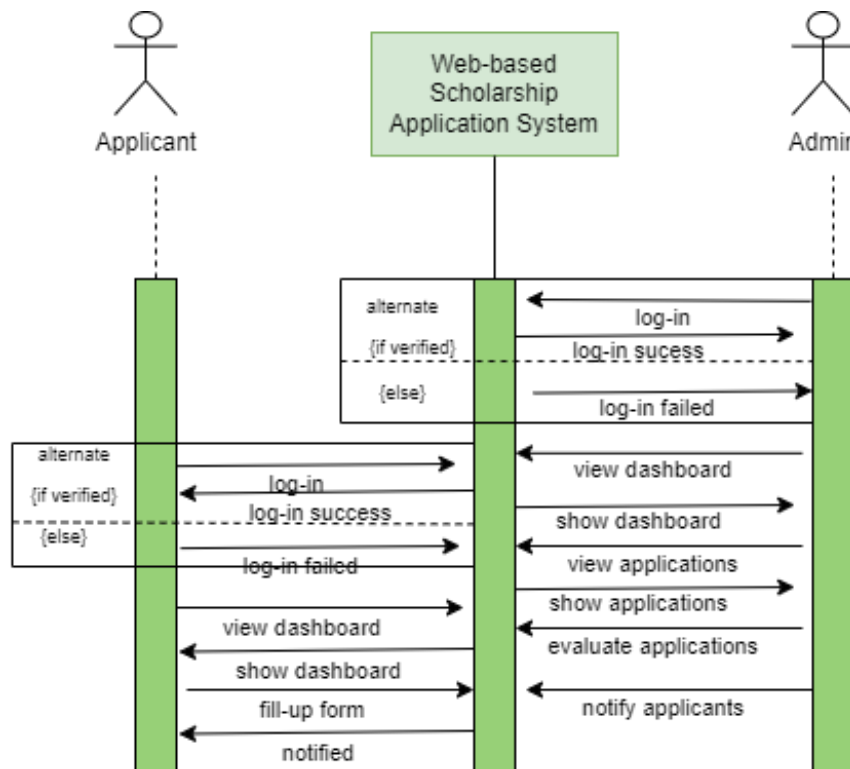 Applicant
Web-based
Scholarship
Application System
Admin
alternate
log-in
{if verified}
log-in sucess
{else}
log-in failed
alternate
view dashboard
log-in
{if verified}
log-in success
show dashboard
{else}
log-in failed
view applications
show applications
view dashboard
evaluate applications
show dashboard
fill-up form
notify applicants
notified